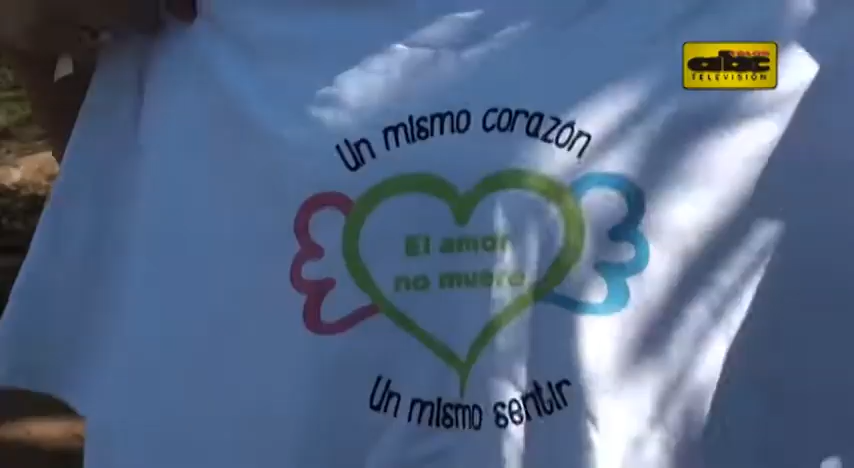 abc
TELEVISIÓN
Un mismo corazón
El amor
no muere
Un mismo sentir